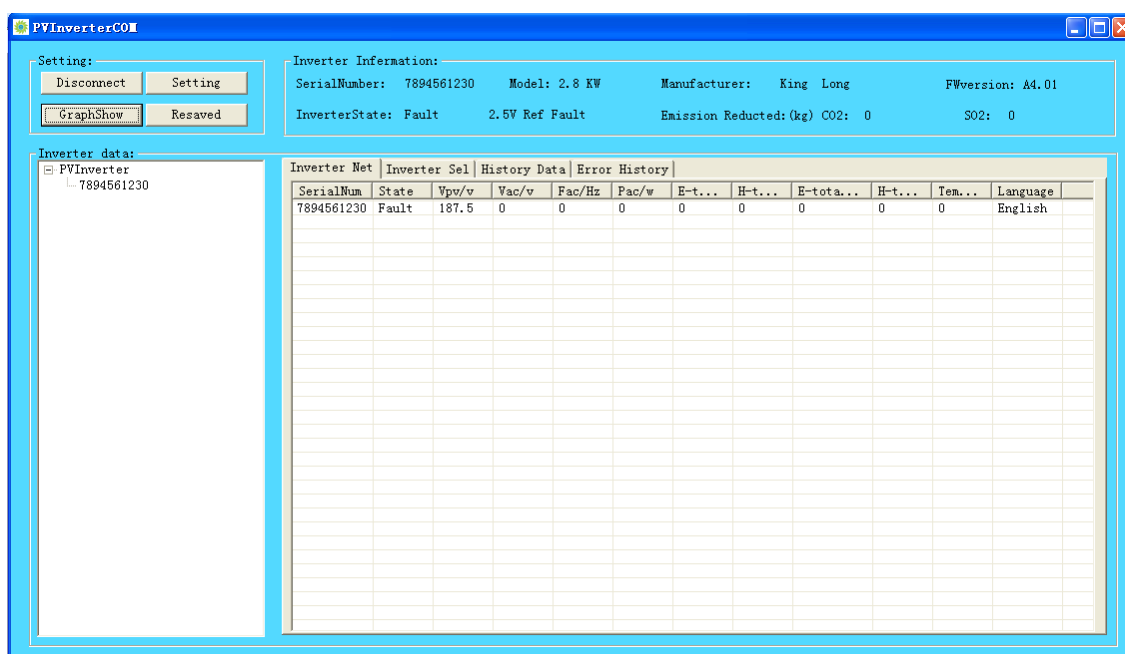 PVInverterCOM
Setting:
Disconnect Setting
GraphShow Resaved
Inverter Infermation:
SerialNumber: 7894561230 Model: 2.8 KW Manufacturer: King Long FWversion: A4.01
InverterState: Fault 2.5V Ref Fault Emission Reducted:(kg) CO2: 0 SO2: 0
Inverter data:
PVInverter
7894561230
Inverter Net Inverter Sel History Data Error History
SerialNum State Vpv/v Vac/v Fac/Hz Pac/w E-t... H-t... E-tota... H-t... Tem... Language
7894561230 Fault 187.5 0 0 0 0 0 0 0 0 English